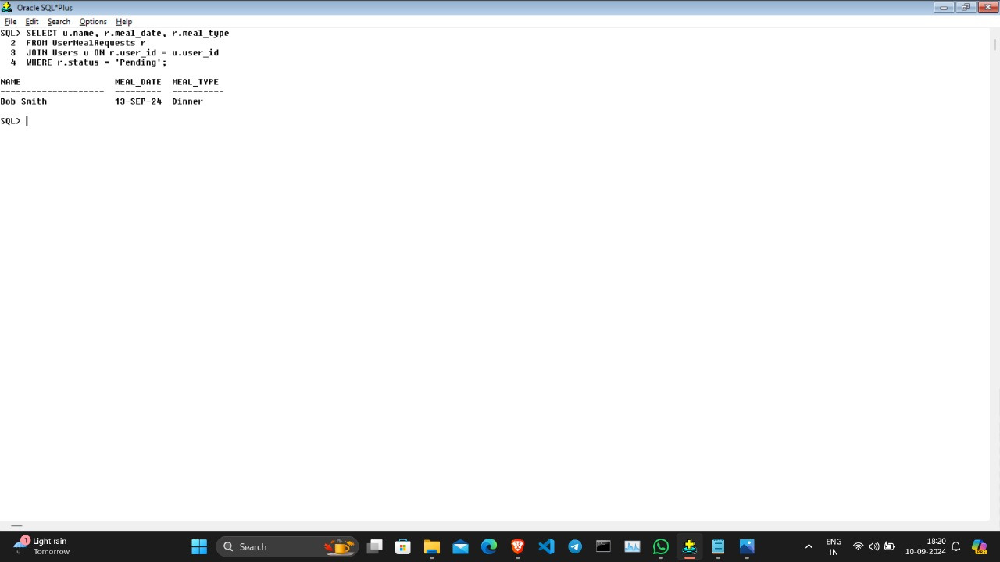 Oracle SQL*Plus
File Edit Search Options Help
SQL> SELECT u.name, r.meal_date, r.meal_type
  2  FROM UserMealRequests r
  3  JOIN Users u ON r.user_id = u.user_id
  4  WHERE r.status = 'Pending';
NAME                  MEAL_DATE  MEAL_TYPE
--------------------  ---------  ----------
Bob Smith             13-SEP-24  Dinner
SQL>
1
Light rain
Tomorrow
Search
PRE
ENG
IN
18:20
10-09-2024
PRE